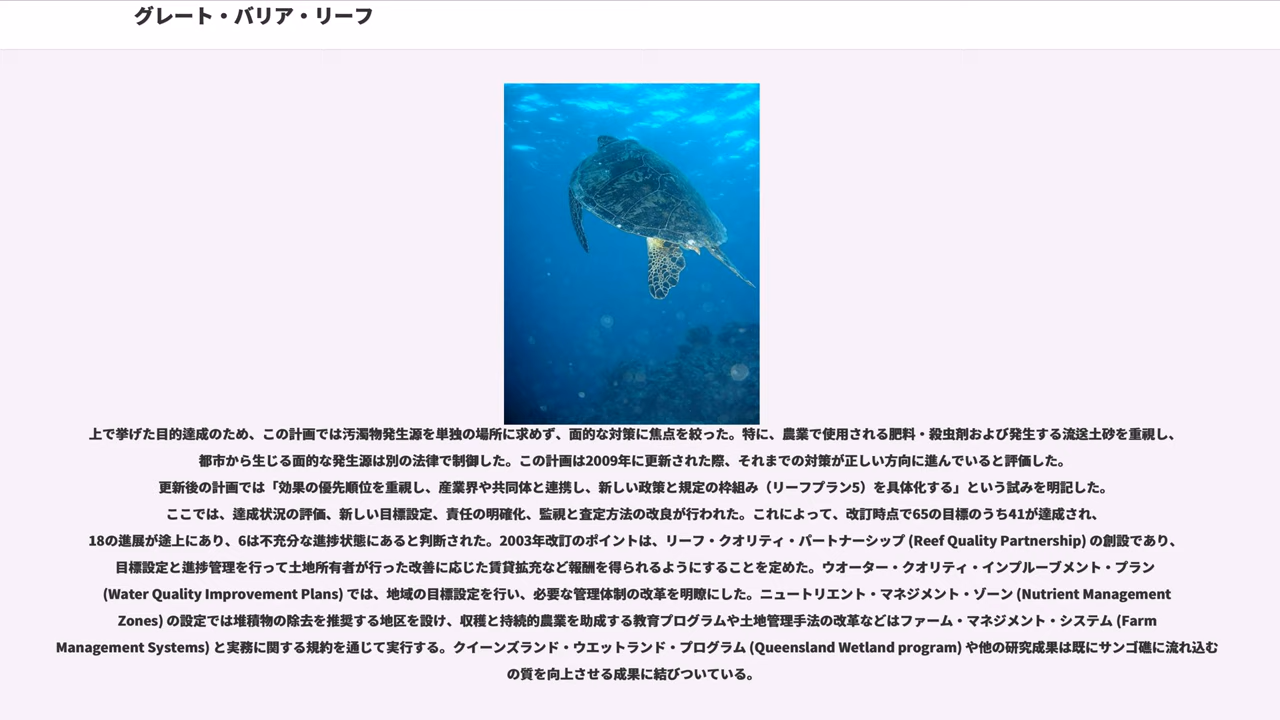 グレート・バリア・リーフ
上で挙げた目的達成のため、この計画では汚濁物発生源を単独の場所に求めず、面的な対策に焦点を絞った。特に、農業で使用される肥料・殺虫剤および発生する流送土砂を重視し、
都市から生じる面的な発生源は別の法律で制御した。この計画は2009年に更新された際、それまでの対策が正しい方向に進んでいると評価した。
更新後の計画では「効果の優先順位を重視し、産業界や共同体と連携し、新しい政策と規定の枠組み（リーフプラン5）を具体化する」という試みを明記した。
ここでは、達成状況の評価、新しい目標設定、責任の明確化、監視と査定方法の改良が行われた。これによって、改訂時点で65の目標のうち41が達成され、
18の進展が途上にあり、6は不充分な進捗状態にあると判断された。2003年改訂のポイントは、リーフ・クオリティ・パートナーシップ (Reef Quality Partnership) の創設であり、
目標設定と進捗管理を行って土地所有者が行った改善に応じた賃貸拡充など報酬を得られるようにすることを定めた。ウオーター・クオリティ・インプルーブメント・プラン
(Water Quality Improvement Plans) では、地域の目標設定を行い、必要な管理体制の改革を明瞭にした。ニュートリエント・マネジメント・ゾーン (Nutrient Management
Zones) の設定では堆積物の除去を推奨する地区を設け、収穫と持続的農業を助成する教育プログラムや土地管理手法の改革などはファーム・マネジメント・システム (Farm
Management Systems) と実務に関する規約を通じて実行する。クイーンズランド・ウエットランド・プログラム (Queensland Wetland program) や他の研究成果は既にサンゴ礁に流れ込む
の質を向上させる成果に結びついている。